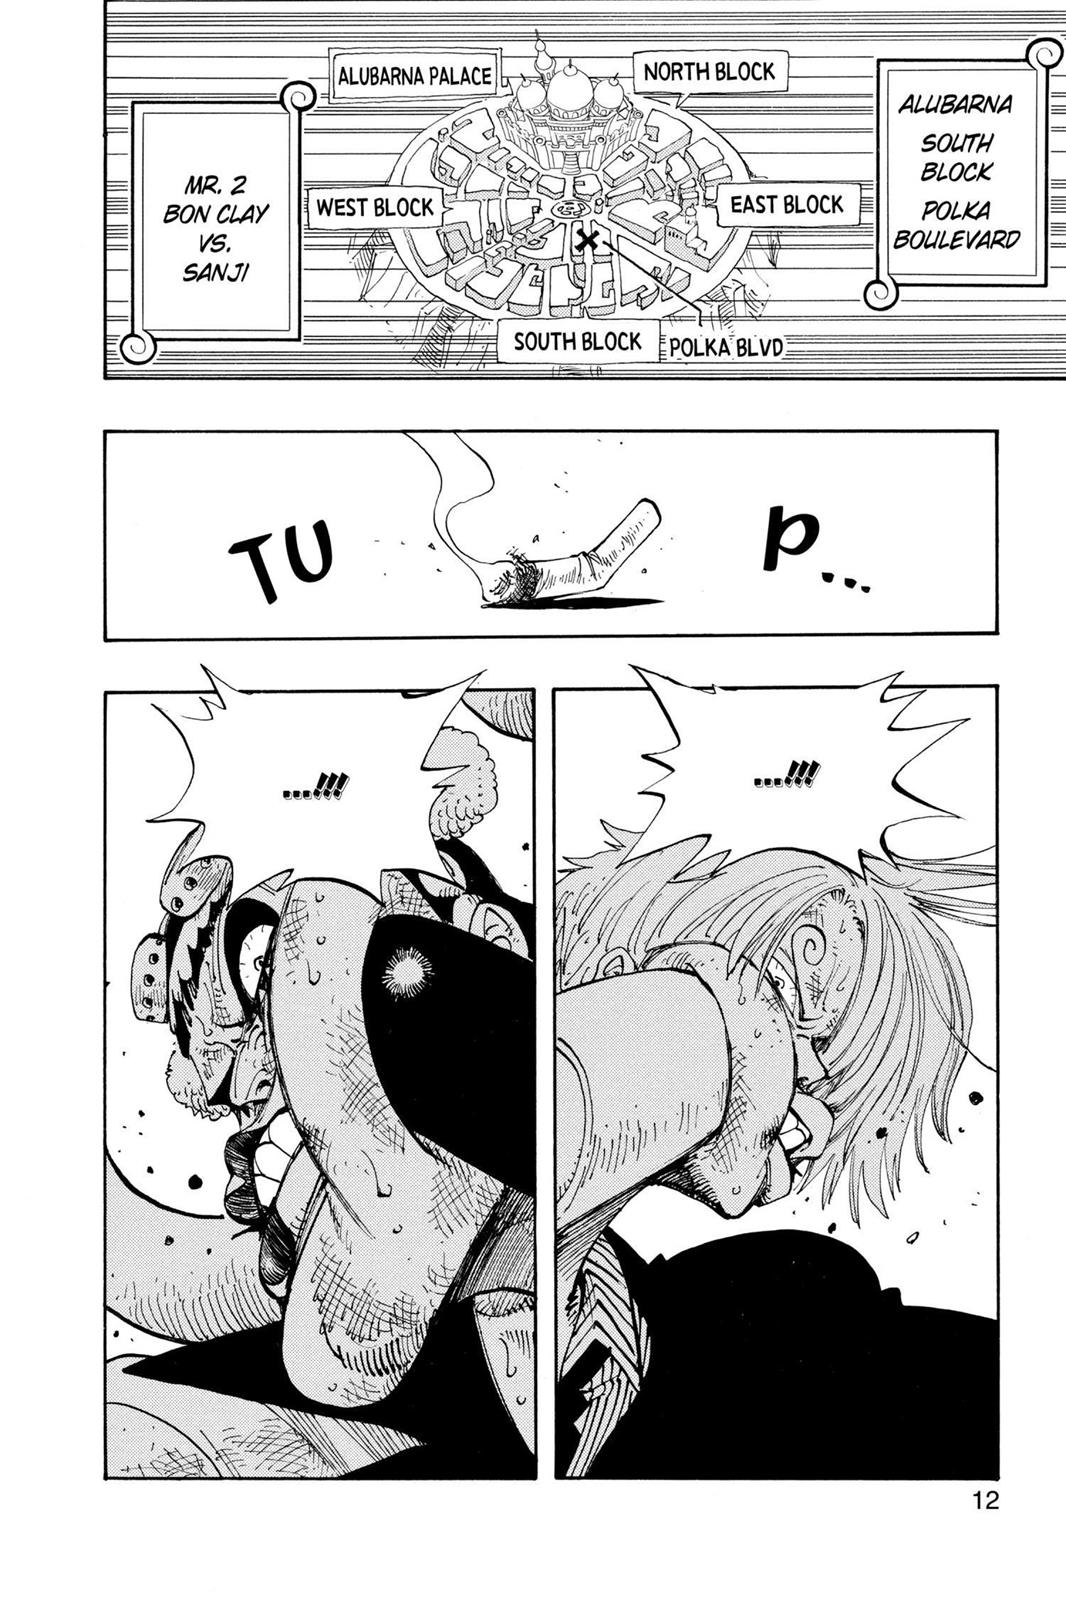 ALUBARNA
SOUTH
BLOCK
POLKA
BOULEVARD
ALUBARNA PALACE
NORTH BLOCK
WEST BLOCK
EAST BLOCK
SOUTH BLOCK
POLKA BLVD
MR. 2
BON CLAY
VS.
SANJI
TU
P...
...!!!
...!!!
12